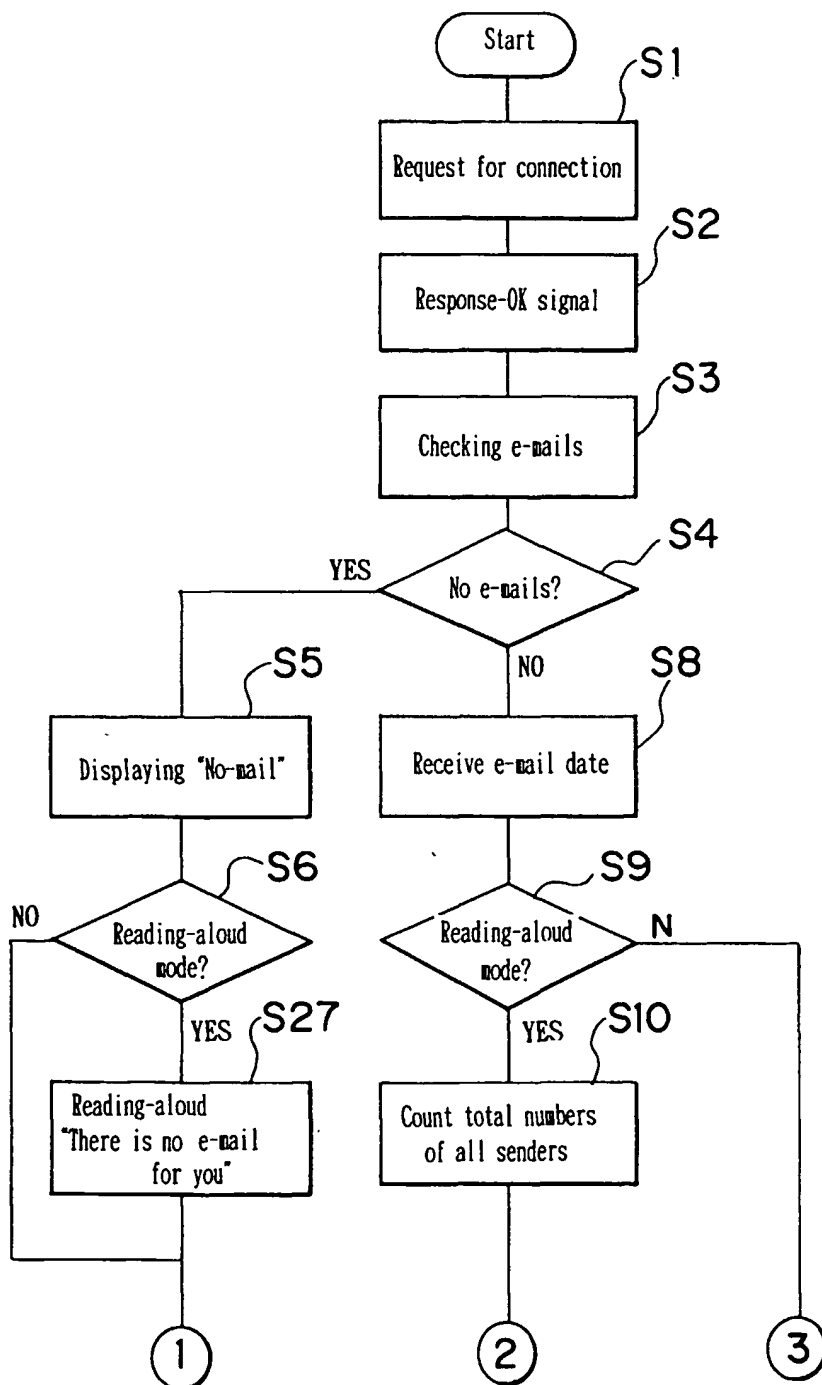 Start
S1
Request for connection
S2
Response-OK signal
S3
Checking e-mails
S4
YES
No e-mails?
NO
S5
Displaying "No-mail"
S8
Receive e-mail date
S6
NO
Reading-aloud
mode?
YES
S9
Reading-aloud
mode?
N
YES
S27
Reading-aloud
"There is no e-mail
for you"
S10
Count total numbers
of all senders
1
2
3